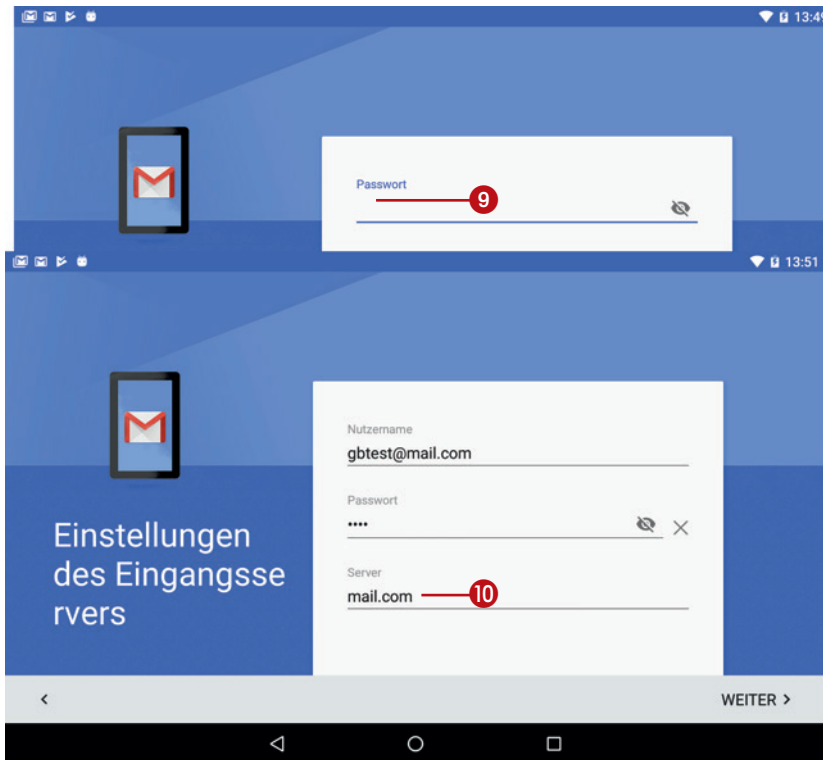 13:49
Passwort
9
13:51
Nutzername
gbtest@mail.com
Passwort
••••
Server
mail.com
10
Einstellungen
des Eingangsse
rvers
WEITER